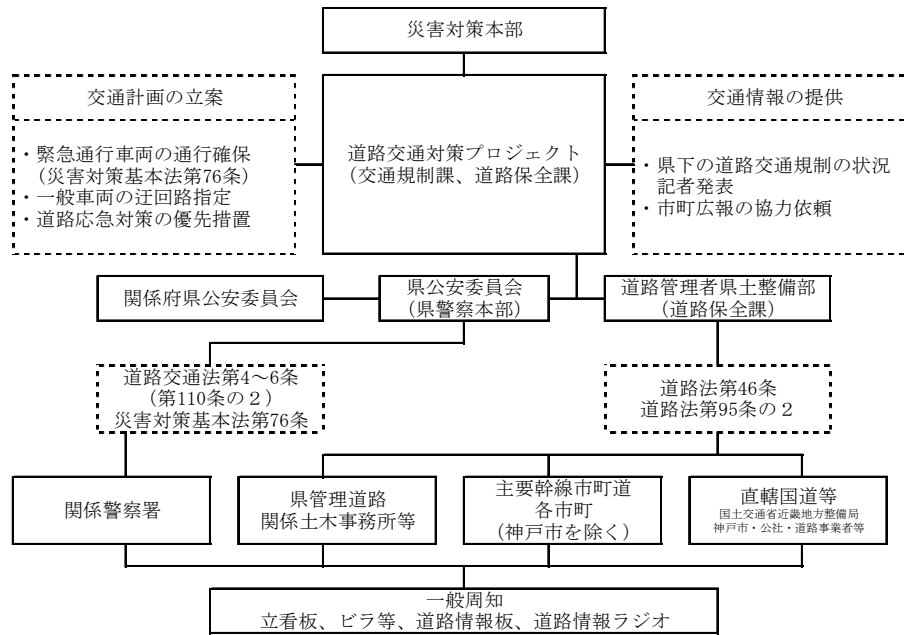 災害対策本部
交通計画の立案
・緊急通行車両の通行確保
(災害対策基本法第76条)
・一般車両の迂回路指定
・道路応急対策の優先措置
道路交通対策プロジェクト
(交通規制課、道路保全課)
交通情報の提供
・県下の道路交通規制の状況
記者発表
・市町広報の協力依頼
関係府県公安委員会
県公安委員会
(県警察本部)
道路管理者県土整備部
(道路保全課)
道路交通法第4～6条
(第110条の２)
災害対策基本法第76条
道路法第46条
道路法第95条の２
関係警察署
県管理道路
関係土木事務所等
主要幹線市町道
各市町
(神戸市を除く)
直轄国道等
国土交通省近畿地方整備局
神戸市・公社・道路事業者等
一般周知
立看板、ビラ等、道路情報板、道路情報ラジオ